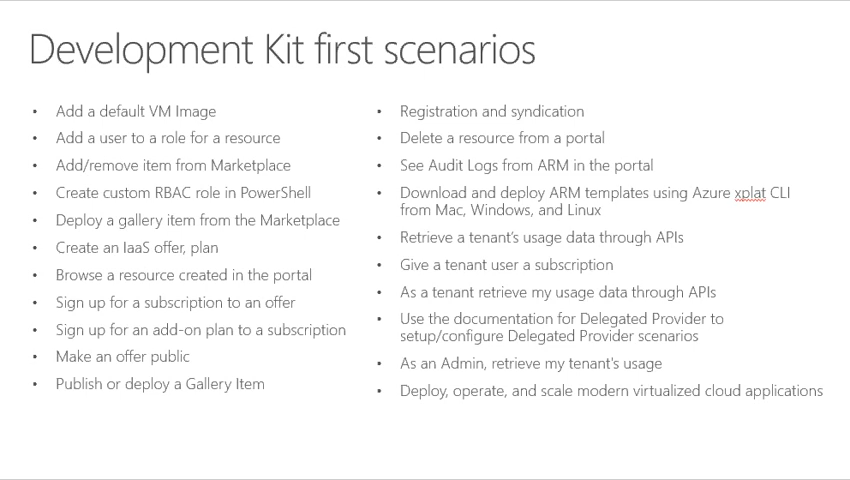 Development Kit first scenarios
• Add a default VM Image
• Add a user to a role for a resource
• Add/remove item from Marketplace
• Create custom RBAC role in PowerShell
• Deploy a gallery item from the Marketplace
• Create an IaaS offer, plan
• Browse a resource created in the portal
• Sign up for a subscription to an offer
• Sign up for an add-on plan to a subscription
• Make an offer public
• Publish or deploy a Gallery Item
• Registration and syndication
• Delete a resource from a portal
• See Audit Logs from ARM in the portal
• Download and deploy ARM templates using Azure xplat CLI
from Mac, Windows, and Linux
• Retrieve a tenant's usage data through APIs
• Give a tenant user a subscription
• As a tenant retrieve my usage data through APIs
• Use the documentation for Delegated Provider to
setup/configure Delegated Provider scenarios
• As an Admin, retrieve my tenant's usage
• Deploy, operate, and scale modern virtualized cloud applications